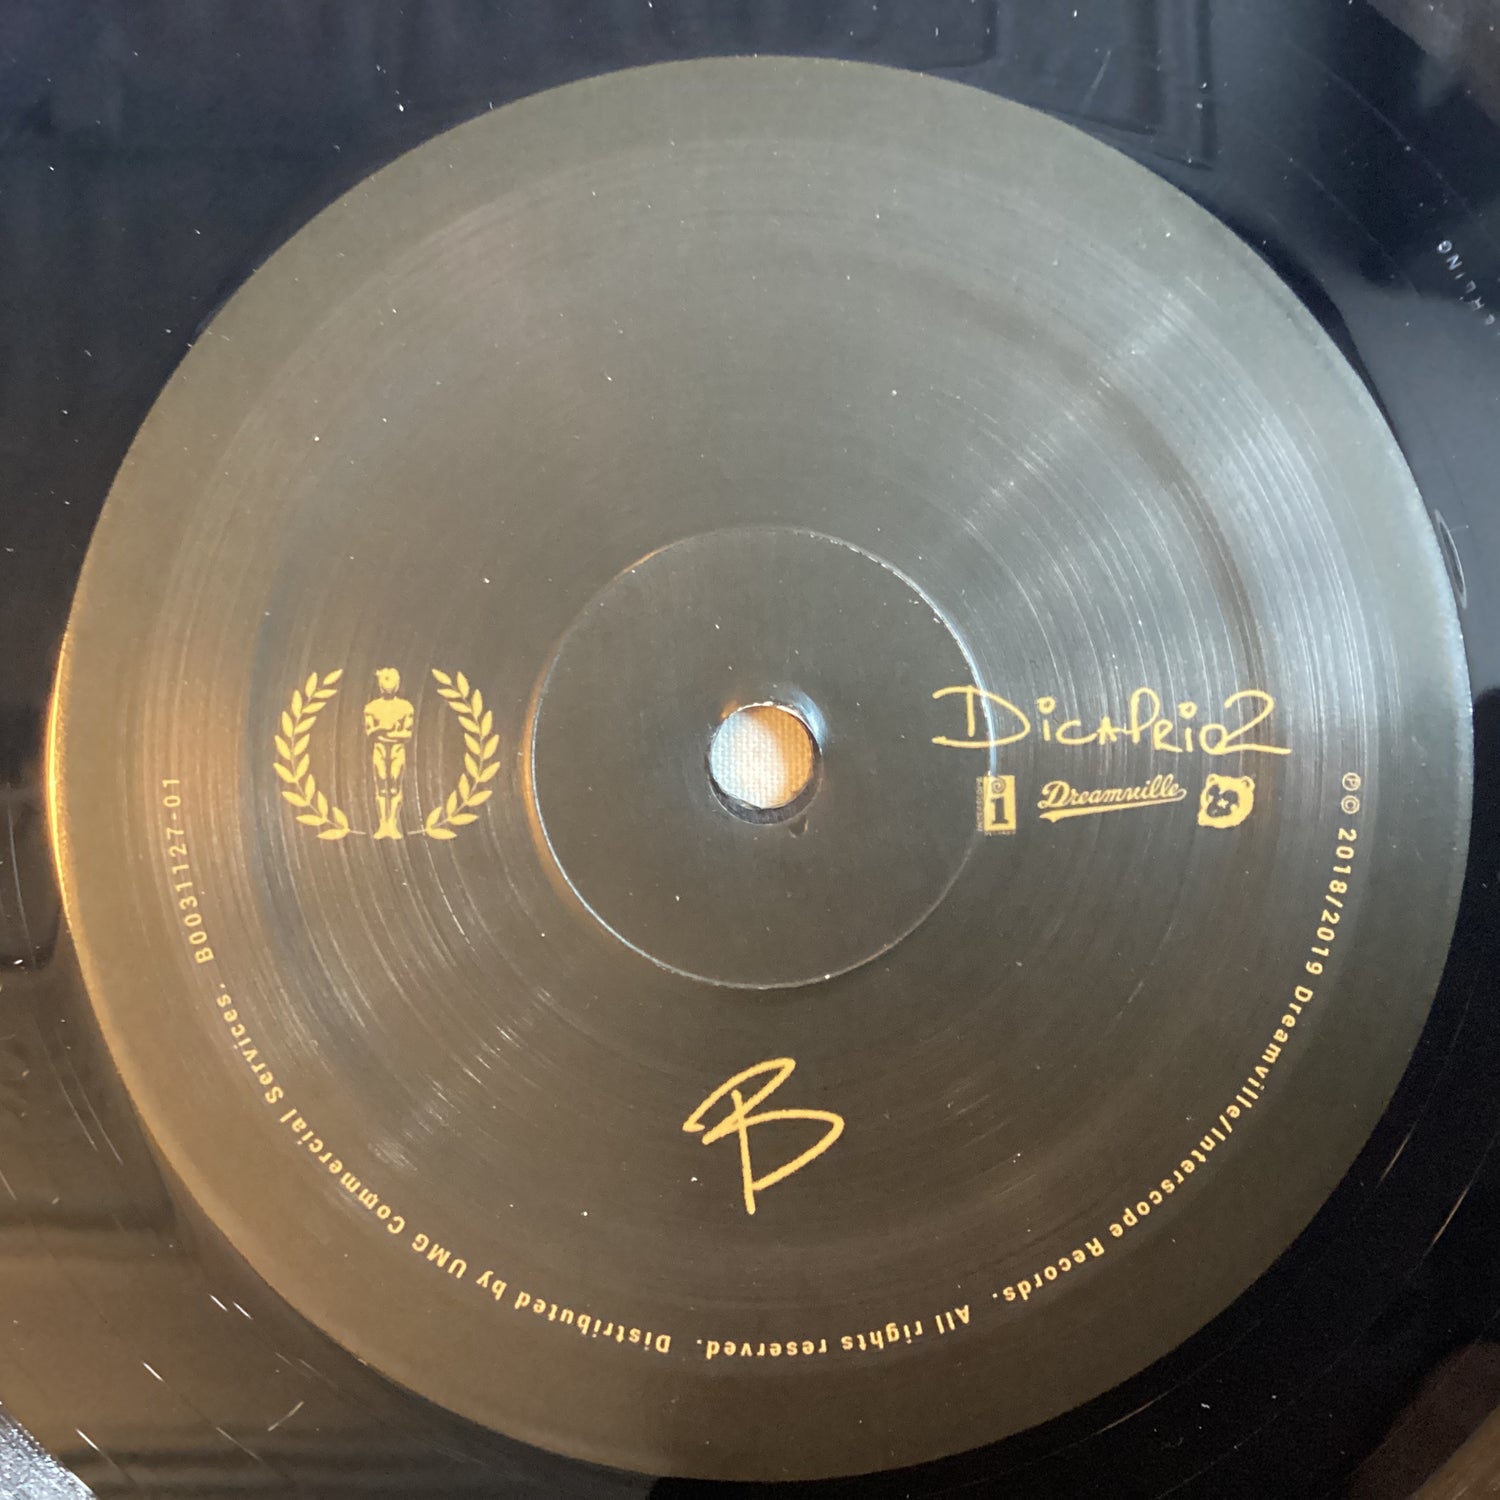 DiCaprio2
Dreamville
B
℗© 2018/2019 Dreamville/Interscope Records. All rights reserved. Distributed by UMG Commercial Services. B0031127-01